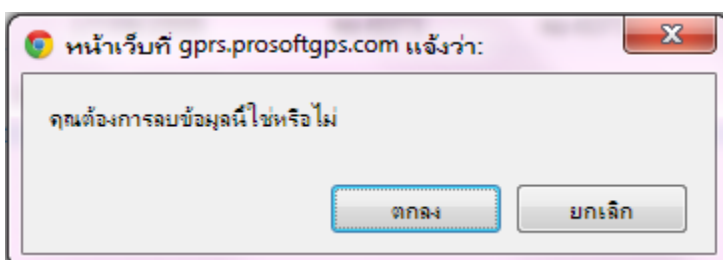 หน้าเว็บที่ gprs.prosoftgps.com แจ้งว่า:
คุณต้องการลบข้อมูลนี้ใช่หรือไม่
ตกลง ยกเลิก